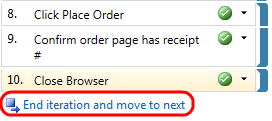 8. Click Place Order
9. Confirm order page has receipt
#
10. Close Browser
End iteration and move to next